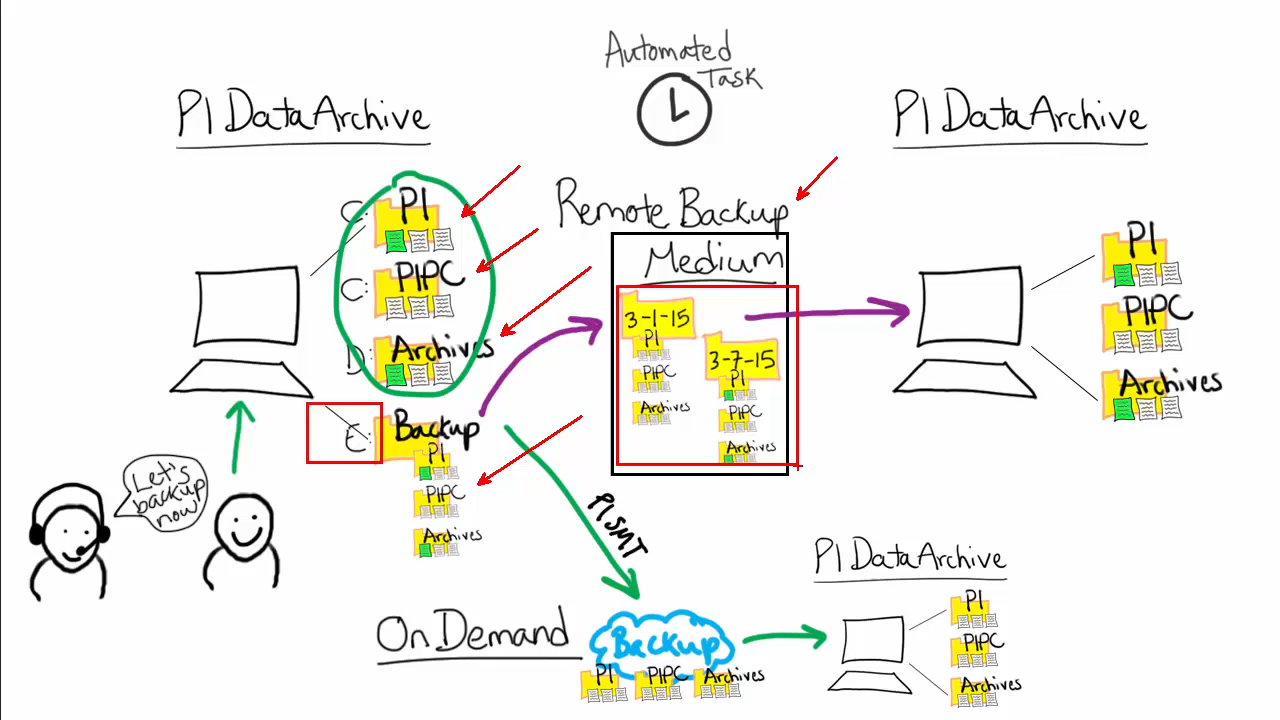 Automated
Task
PI Data Archive
PI Data Archive
C: PI
C: PIPC
D: Archives
Remote Backup
Medium
3-1-15
PI
PIPC
Archives
3-7-15
PI
PIPC
Archives
PI
PIPC
Archives
E: Backup
PI
PIPC
Archives
Let's
backup
now
PISMT
On Demand
Backup
PI PIPC Archives
PI Data Archive
PI
PIPC
Archives